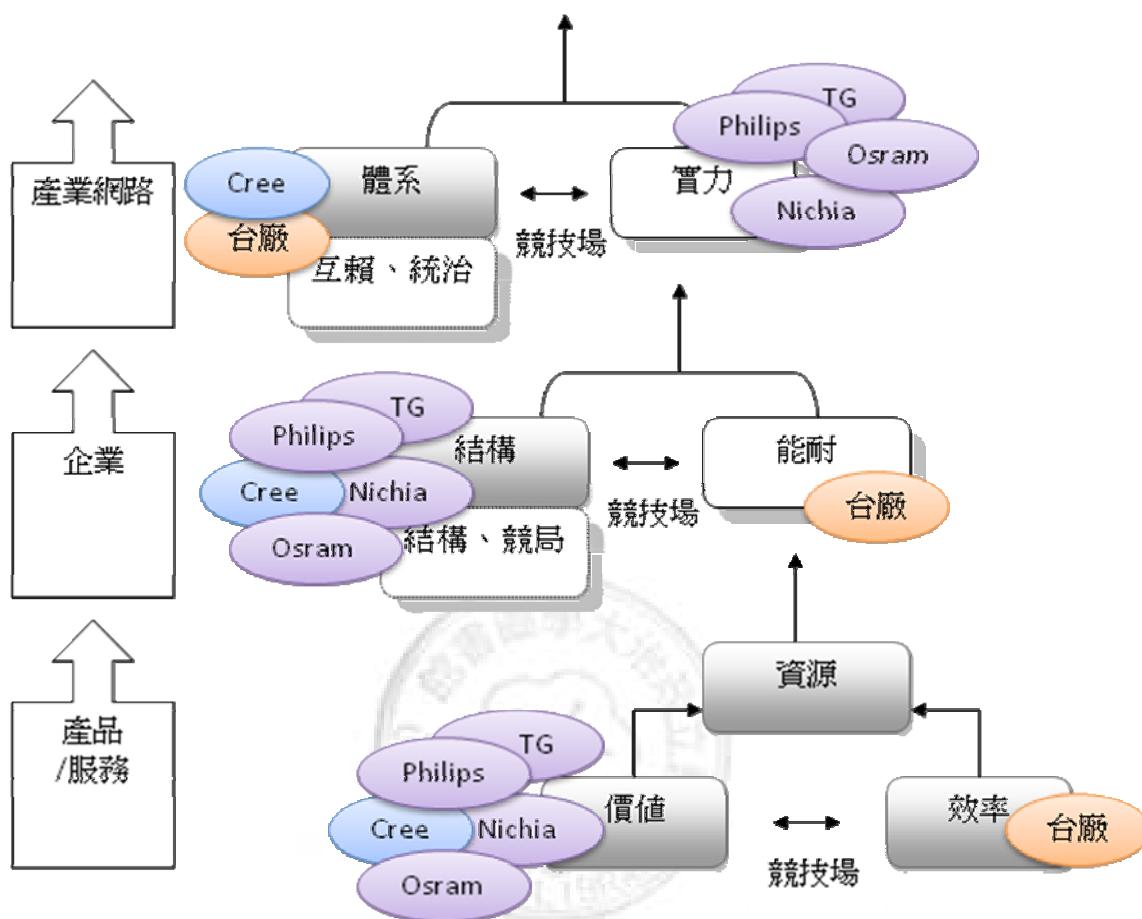 產業網路
Cree
台廠
體系
互賴、統治
競技場
實力
TG
Philips
Osram
Nichia
企業
TG
Philips
Cree
Nichia
Osram
結構
結構、競局
競技場
能耐
台廠
資源
產品
/服務
TG
Philips
Cree
Nichia
Osram
價值
競技場
效率
台廠